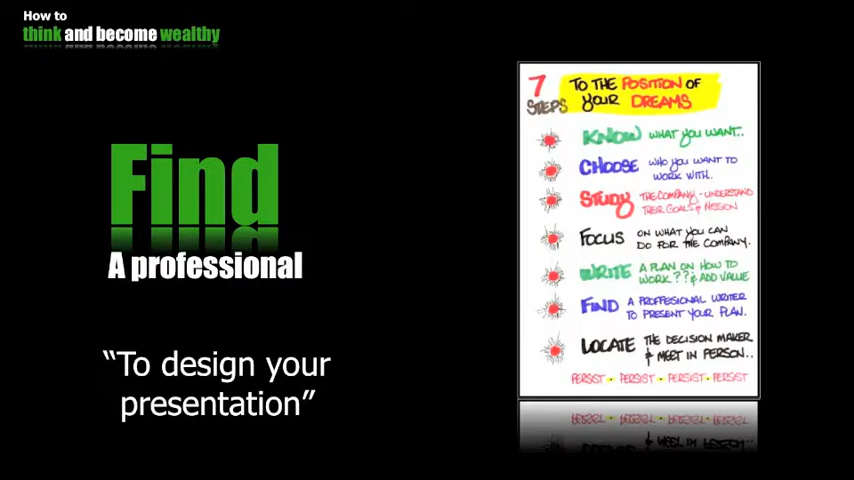 How to
think and become wealthy
Find
A professional
“To design your
presentation”
7
STEPS
TO THE POSITION OF
YOUR DREAMS
KNOW WHAT YOU WANT..
CHOOSE WHO YOU WANT TO
WORK WITH..
STUDY THE COMPANY - UNDERSTAND
THEIR GOALS & MISSION
FOCUS ON WHAT YOU CAN
DO FOR THE COMPANY.
WRITE A PLAN ON HOW TO
WORK?? & ADD VALUE
FIND A PROFFESIONAL WRITER
TO PRESENT YOUR PLAN.
LOCATE THE DECISION MAKER
& MEET IN PERSON..
PERSIST • PERSIST • PERSIST • PERSIST